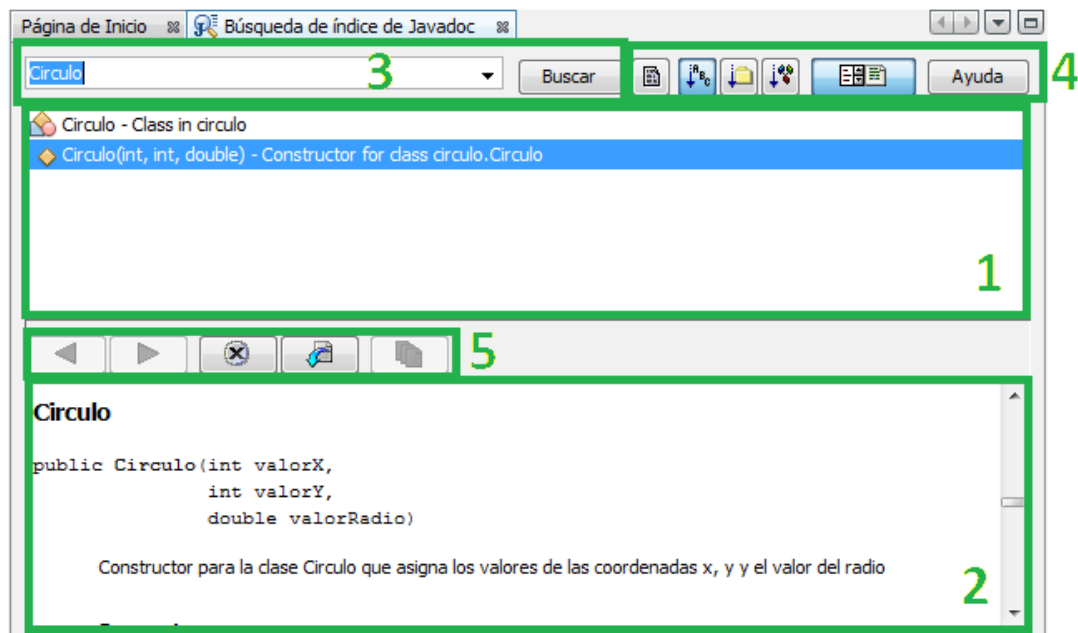 Página de Inicio Búsqueda de índice de Javadoc
Circulo 3 Buscar A B C Ayuda 4
Circulo - Class in circulo
Circulo(int, int, double) - Constructor for class circulo.Circulo
1
5
Circulo
public Circulo(int valorX,
int valorY,
double valorRadio)
Constructor para la clase Circulo que asigna los valores de las coordenadas x, y y el valor del radio
2